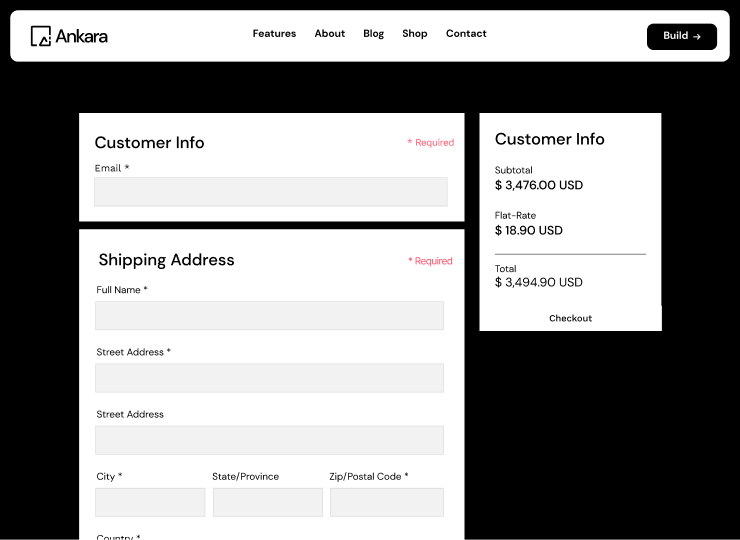 Ankara
Features About Blog Shop Contact
Build →
Customer Info
* Required
Email *
Shipping Address
* Required
Full Name *
Street Address *
Street Address
City * State/Province Zip/Postal Code *
Country *
Customer Info
Subtotal
$ 3,476.00 USD
Flat-Rate
$ 18.90 USD
Total
$ 3,494.90 USD
Checkout